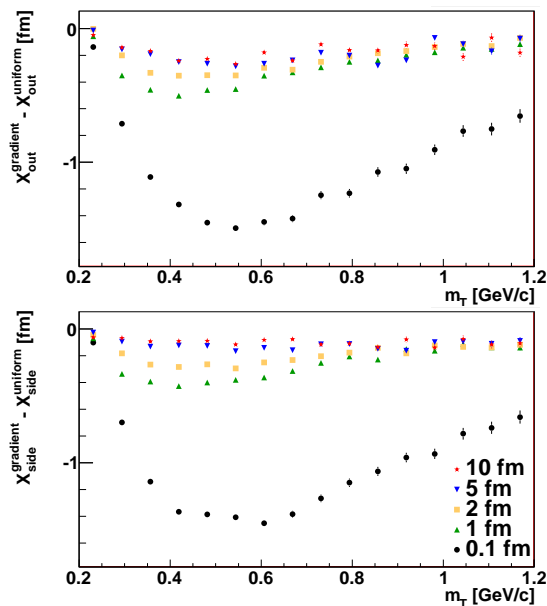 X_out^gradient - X_out^uniform [fm]
0
-1
0.2 0.4 0.6 0.8 1 1.2
m_T [GeV/c]
X_side^gradient - X_side^uniform [fm]
0
-1
10 fm
5 fm
2 fm
1 fm
0.1 fm
0.2 0.4 0.6 0.8 1 1.2
m_T [GeV/c]